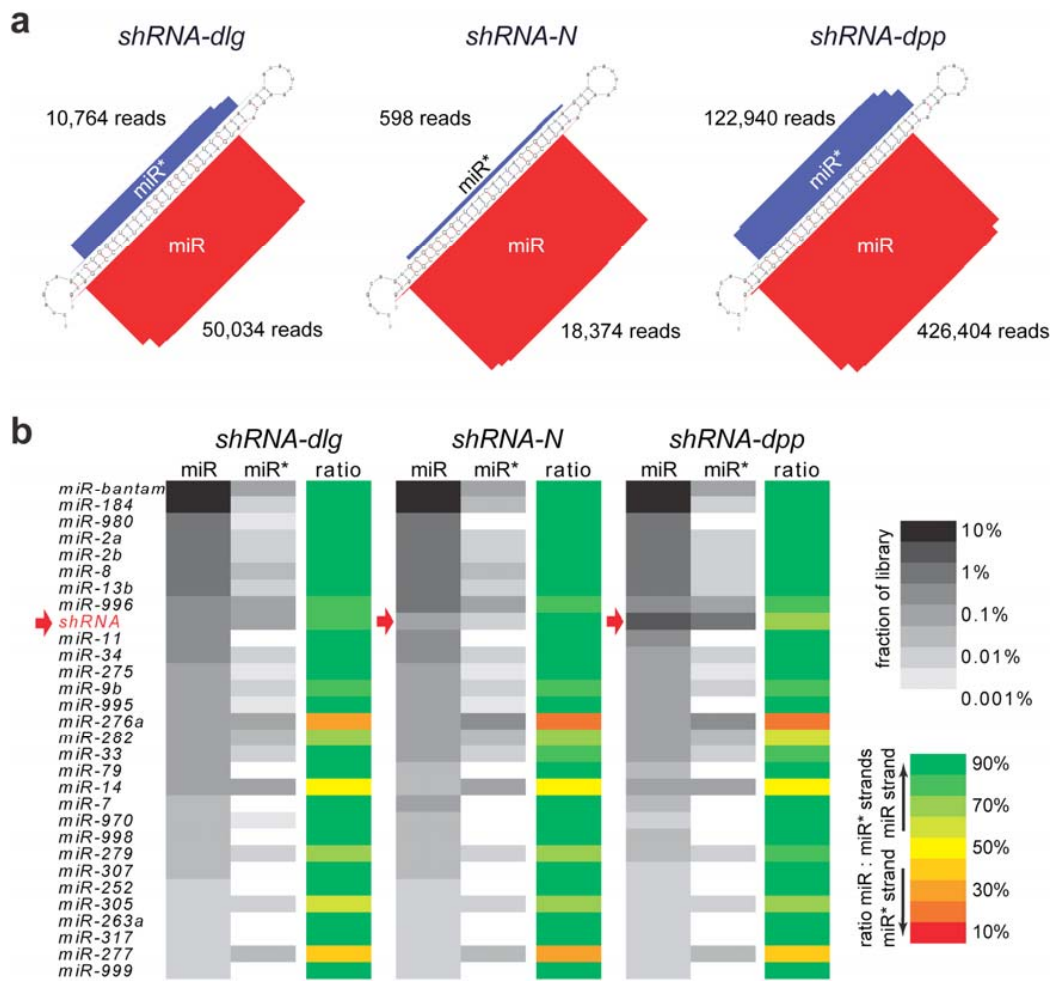 a
shRNA-dlg shRNA-N shRNA-dpp
10,764 reads 598 reads 122,940 reads
miR* miR* miR*
miR miR miR
50,034 reads 18,374 reads 426,404 reads
b
shRNA-dlg shRNA-N shRNA-dpp
miR miR* ratio miR miR* ratio miR miR* ratio
miR-bantam
miR-184
miR-980
miR-2a
miR-2b
miR-8
miR-13b
miR-996
shRNA
miR-11
miR-34
miR-275
miR-9b
miR-995
miR-276a
miR-282
miR-33
miR-79
miR-14
miR-7
miR-970
miR-998
miR-279
miR-307
miR-252
miR-305
miR-263a
miR-317
miR-277
miR-999
fraction of library
10%
1%
0.1%
0.01%
0.001%
ratio miR : miR* strands
miR* strand miR strand
90%
70%
50%
30%
10%